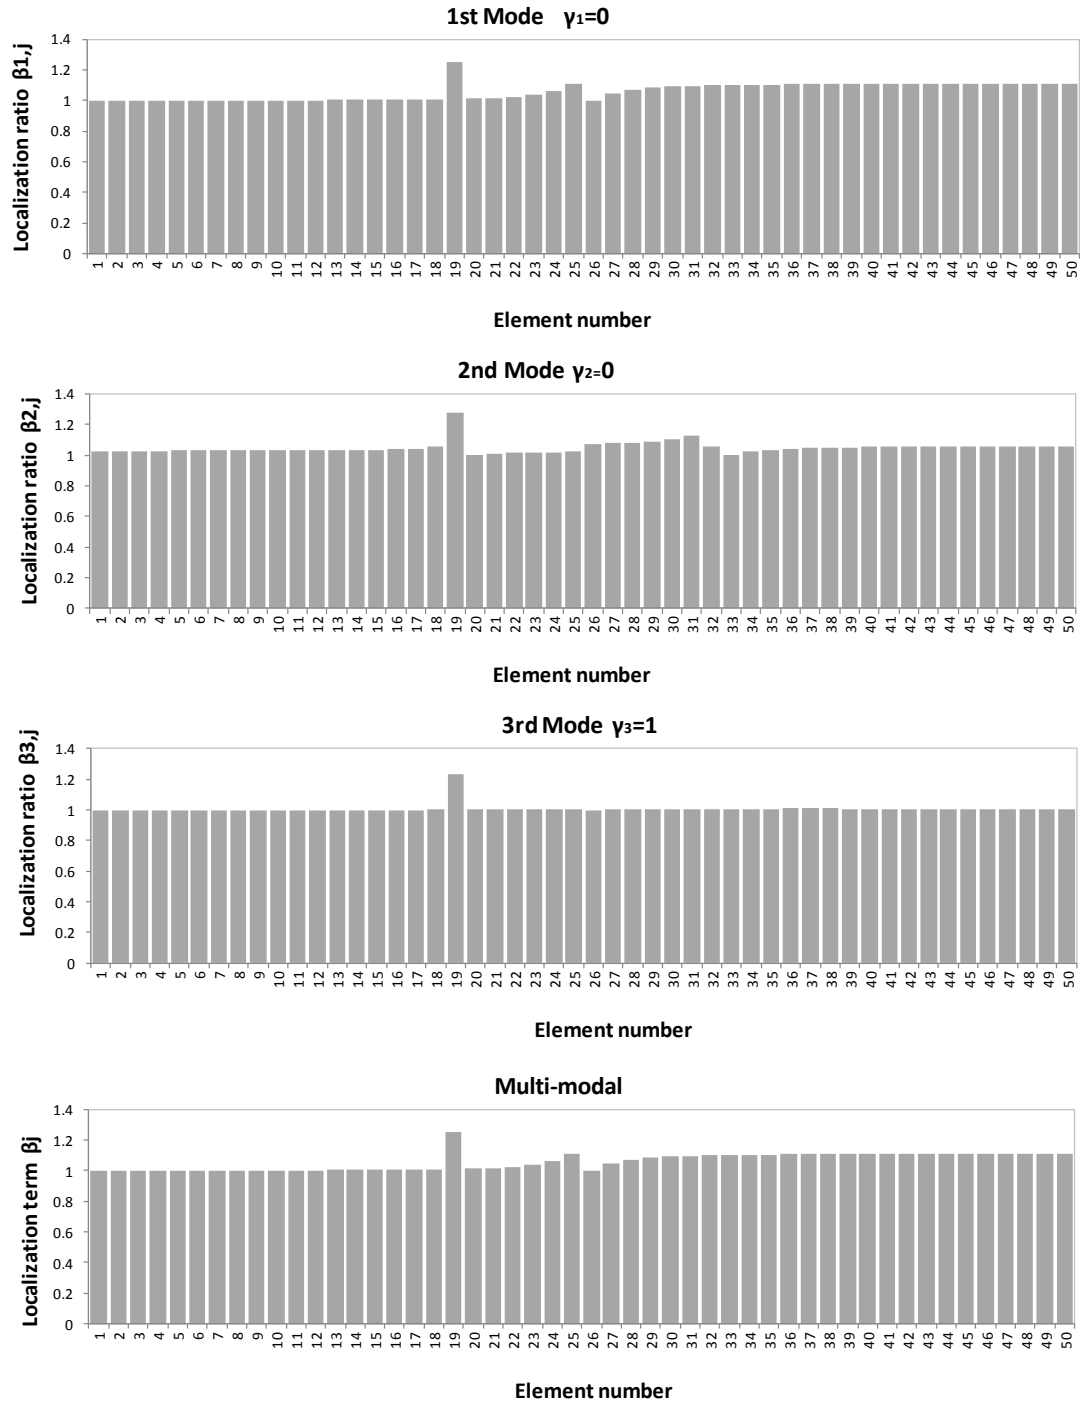 1st Mode γ1=0
Localization ratio β1,j
1.4
1.2
1
0.8
0.6
0.4
0.2
0
1 2 3 4 5 6 7 8 9 10 11 12 13 14 15 16 17 18 19 20 21 22 23 24 25 26 27 28 29 30 31 32 33 34 35 36 37 38 39 40 41 42 43 44 45 46 47 48 49 50
Element number
2nd Mode γ2=0
Localization ratio β2,j
1.4
1.2
1
0.8
0.6
0.4
0.2
0
1 2 3 4 5 6 7 8 9 10 11 12 13 14 15 16 17 18 19 20 21 22 23 24 25 26 27 28 29 30 31 32 33 34 35 36 37 38 39 40 41 42 43 44 45 46 47 48 49 50
Element number
3rd Mode γ3=1
Localization ratio β3,j
1.4
1.2
1
0.8
0.6
0.4
0.2
0
1 2 3 4 5 6 7 8 9 10 11 12 13 14 15 16 17 18 19 20 21 22 23 24 25 26 27 28 29 30 31 32 33 34 35 36 37 38 39 40 41 42 43 44 45 46 47 48 49 50
Element number
Multi-modal
Localization term βj
1.4
1.2
1
0.8
0.6
0.4
0.2
0
1 2 3 4 5 6 7 8 9 10 11 12 13 14 15 16 17 18 19 20 21 22 23 24 25 26 27 28 29 30 31 32 33 34 35 36 37 38 39 40 41 42 43 44 45 46 47 48 49 50
Element number